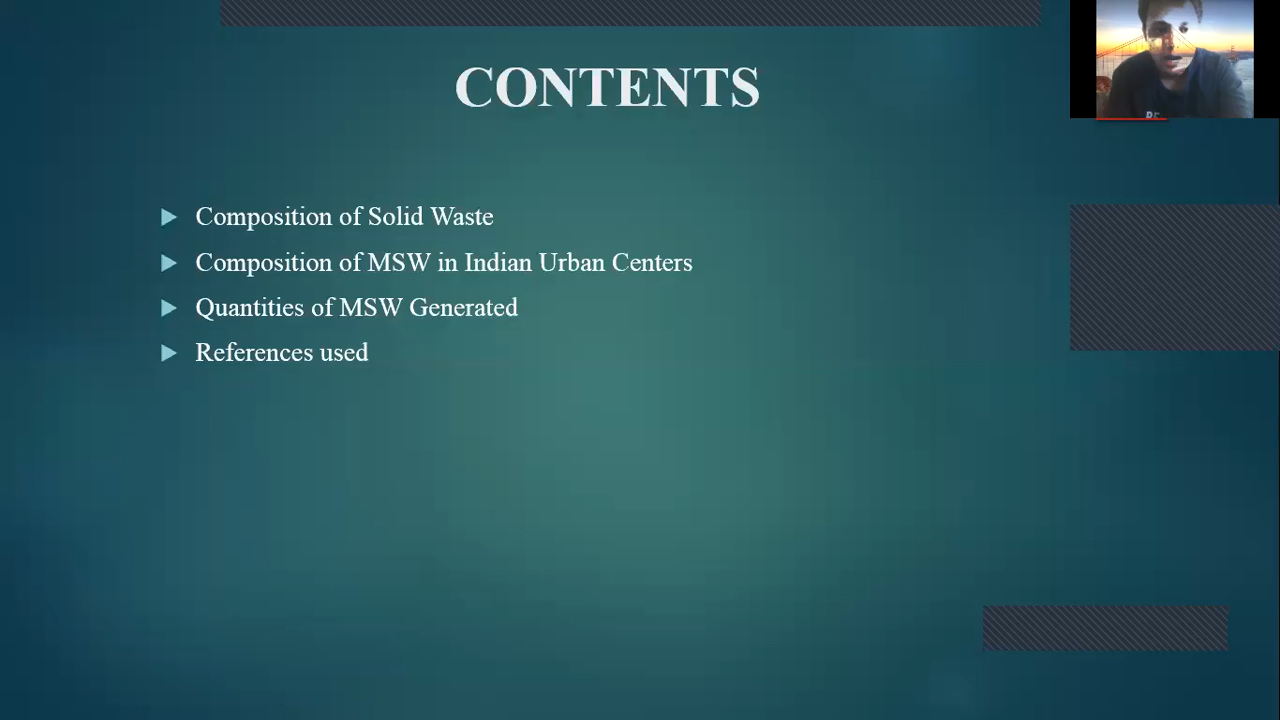 CONTENTS
Composition of Solid Waste
Composition of MSW in Indian Urban Centers
Quantities of MSW Generated
References used